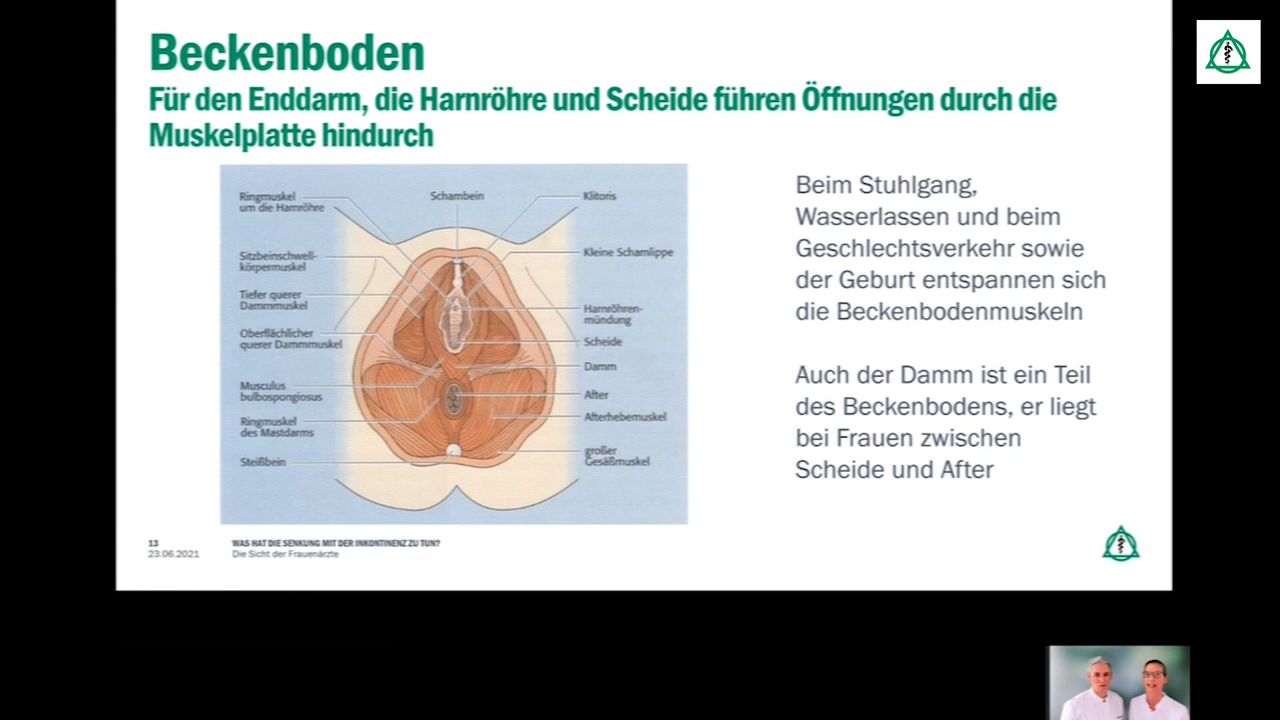 Beckenboden
Für den Enddarm, die Harnröhre und Scheide führen Öffnungen durch die
Muskelplatte hindurch
Ringmuskel
um die Harnröhre
Sitzbeinschwell-
körpermuskel
Tiefer querer
Dammmuskel
Oberflächlicher
querer Dammmuskel
Musculus
bulbospongiosus
Ringmuskel
des Mastdarms
Steißbein
Schambein
Klitoris
Kleine Schamlippe
Harnröhren-
mündung
Scheide
Damm
After
Afterhebemuskel
großer
Gesäßmuskel
Beim Stuhlgang,
Wasserlassen und beim
Geschlechtsverkehr sowie
der Geburt entspannen sich
die Beckenbodenmuskeln
Auch der Damm ist ein Teil
des Beckenbodens, er liegt
bei Frauen zwischen
Scheide und After
13
23.06.2021
WAS HAT DIE SENKUNG MIT DER INKONTINENZ ZU TUN?
Die Sicht der Frauenärzte